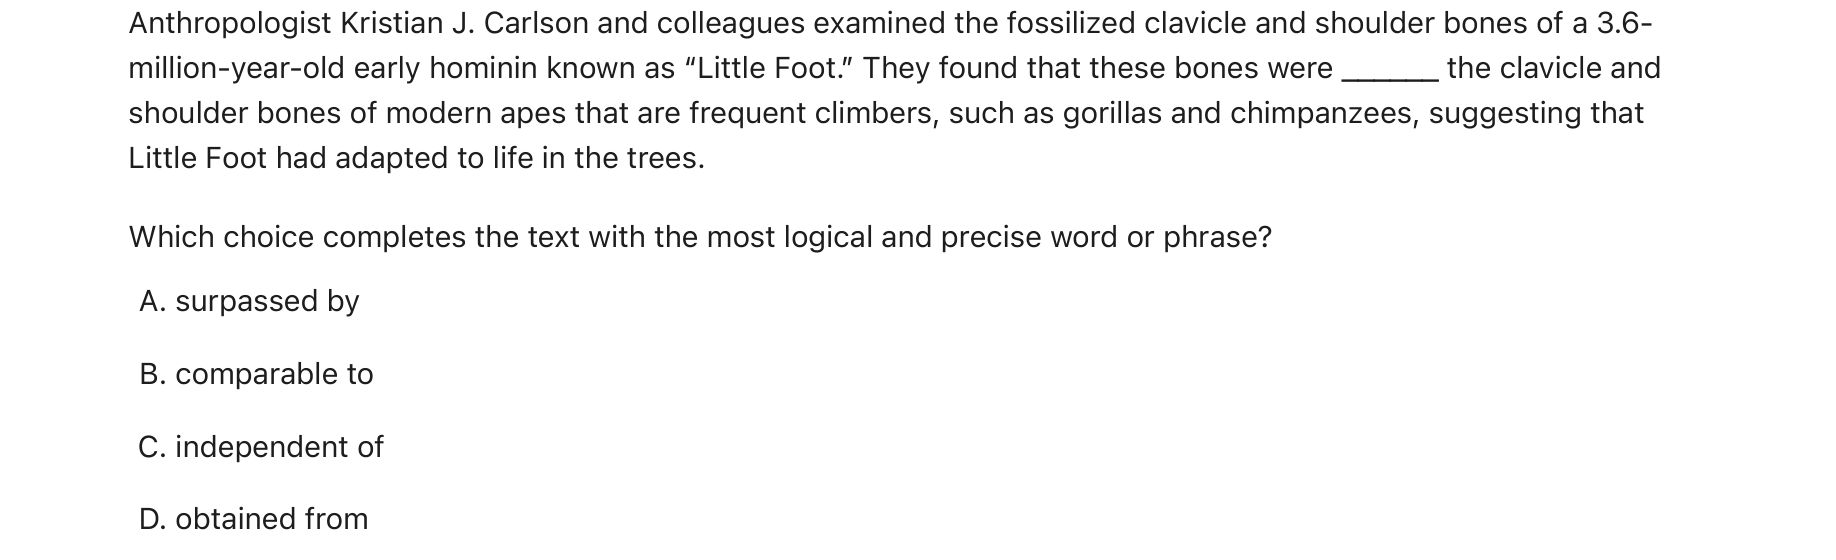 Anthropologist Kristian J. Carlson and colleagues examined the fossilized clavicle and shoulder bones of a 3.6-
million-year-old early hominin known as “Little Foot.” They found that these bones were ______ the clavicle and
shoulder bones of modern apes that are frequent climbers, such as gorillas and chimpanzees, suggesting that
Little Foot had adapted to life in the trees.
Which choice completes the text with the most logical and precise word or phrase?
A. surpassed by
B. comparable to
C. independent of
D. obtained from